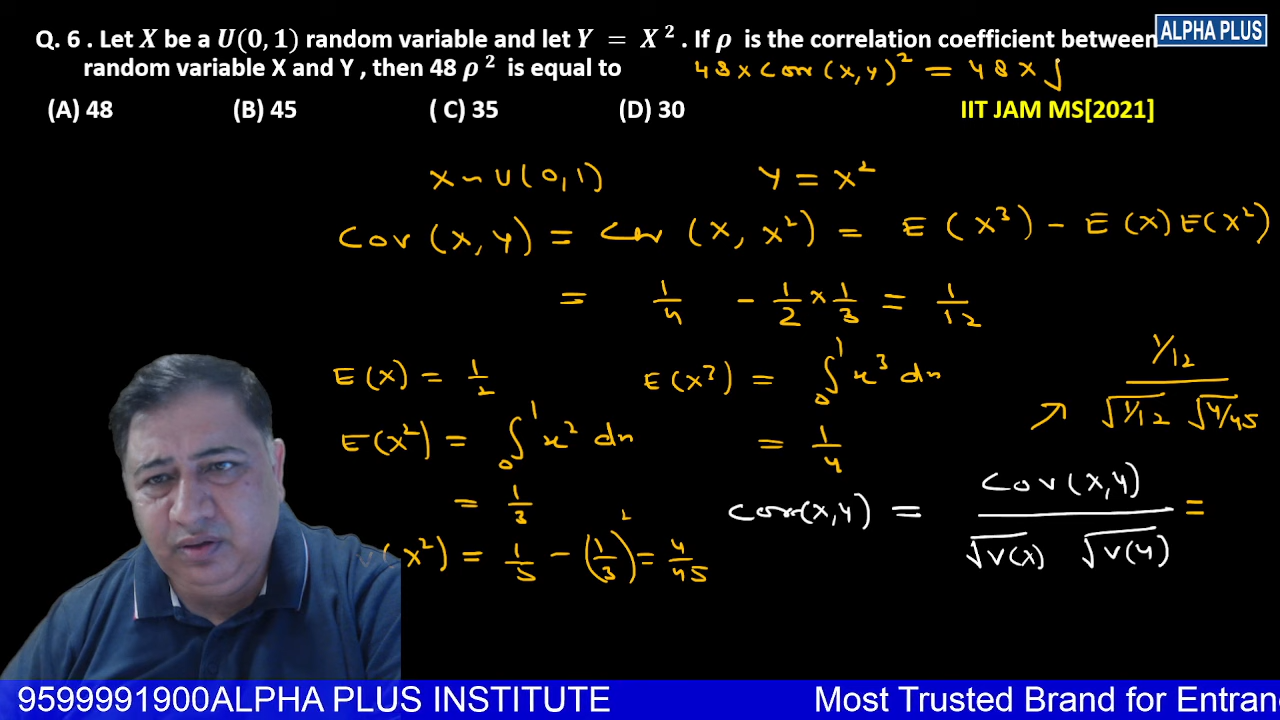 Q. 6 . Let X be a U(0, 1) random variable and let Y = X². If ρ is the correlation coefficient between
ALPHA PLUS
random variable X and Y , then 48 ρ² is equal to
48 x Corr (X, Y)² = 48 x ∫
(A) 48 (B) 45 ( C) 35 (D) 30 IIT JAM MS[2021]
X ~ U(0, 1) Y = X²
Cov (X, Y) = Cov (X, X²) = E (X³) - E (X) E(X²)
= 1/4 - 1/2 x 1/3 = 1/12
E(X) = 1/2 E(X³) = ∫₀¹ x³ dx
(1/12) / (√1/12 √4/45)
E(X²) = ∫₀¹ x² dx = 1/4
= 1/3
Corr(X,Y) = Cov(X,Y) / (√V(X) √V(Y)) =
(X²) = 1/5 - (1/3)² = 4/45
9599991900ALPHA PLUS INSTITUTE Most Trusted Brand for Entran